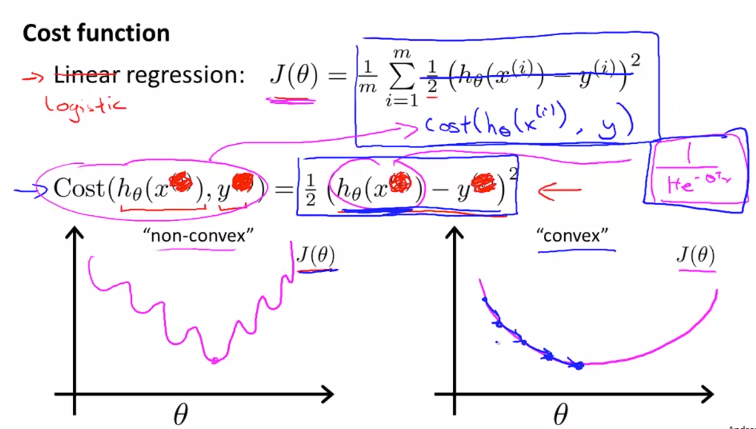 Cost function
→ Linear regression: J(θ) = 1/m ∑_{i=1}^{m} 1/2 (h_θ(x^{(i)}) − y^{(i)})^2
logistic
cost(h_θ(x^{(i)}), y)
→ Cost(h_θ(x), y) = 1/2 (h_θ(x) − y)^2 ←
1/(1+e^{-θ^T x})
"non-convex"
"convex"
J(θ)
J(θ)
θ
θ